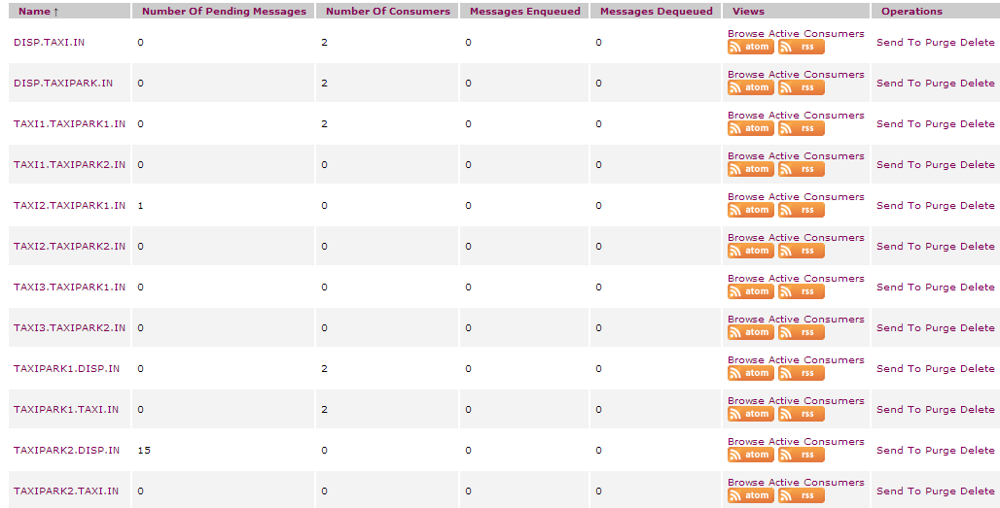 Name ↑ Number Of Pending Messages Number Of Consumers Messages Enqueued Messages Dequeued Views Operations
DISP.TAXI.IN 0 2 0 0 Browse Active Consumers atom rss Send To Purge Delete
DISP.TAXIPARK.IN 0 2 0 0 Browse Active Consumers atom rss Send To Purge Delete
TAXI1.TAXIPARK1.IN 0 2 0 0 Browse Active Consumers atom rss Send To Purge Delete
TAXI1.TAXIPARK2.IN 0 0 0 0 Browse Active Consumers atom rss Send To Purge Delete
TAXI2.TAXIPARK1.IN 1 0 0 0 Browse Active Consumers atom rss Send To Purge Delete
TAXI2.TAXIPARK2.IN 0 0 0 0 Browse Active Consumers atom rss Send To Purge Delete
TAXI3.TAXIPARK1.IN 0 0 0 0 Browse Active Consumers atom rss Send To Purge Delete
TAXI3.TAXIPARK2.IN 0 0 0 0 Browse Active Consumers atom rss Send To Purge Delete
TAXIPARK1.DISP.IN 0 2 0 0 Browse Active Consumers atom rss Send To Purge Delete
TAXIPARK1.TAXI.IN 0 2 0 0 Browse Active Consumers atom rss Send To Purge Delete
TAXIPARK2.DISP.IN 15 0 0 0 Browse Active Consumers atom rss Send To Purge Delete
TAXIPARK2.TAXI.IN 0 0 0 0 Browse Active Consumers atom rss Send To Purge Delete